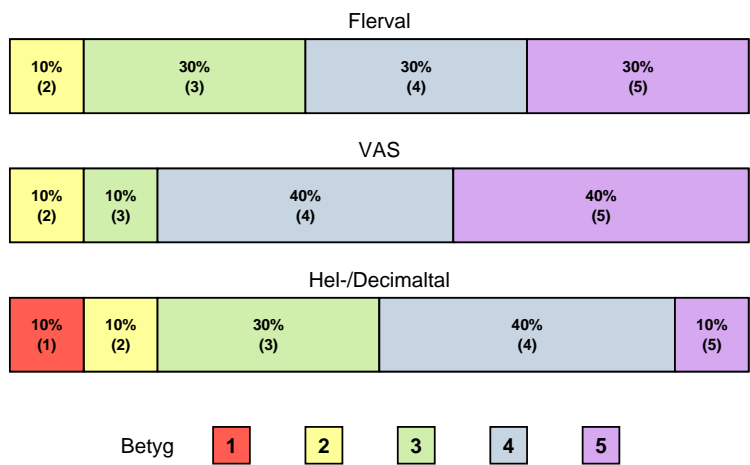 Flerval
10% 30% 30% 30%
(2) (3) (4) (5)
VAS
10% 10% 40% 40%
(2) (3) (4) (5)
Hel-/Decimaltal
10% 10% 30% 40% 10%
(1) (2) (3) (4) (5)
Betyg 1 2 3 4 5